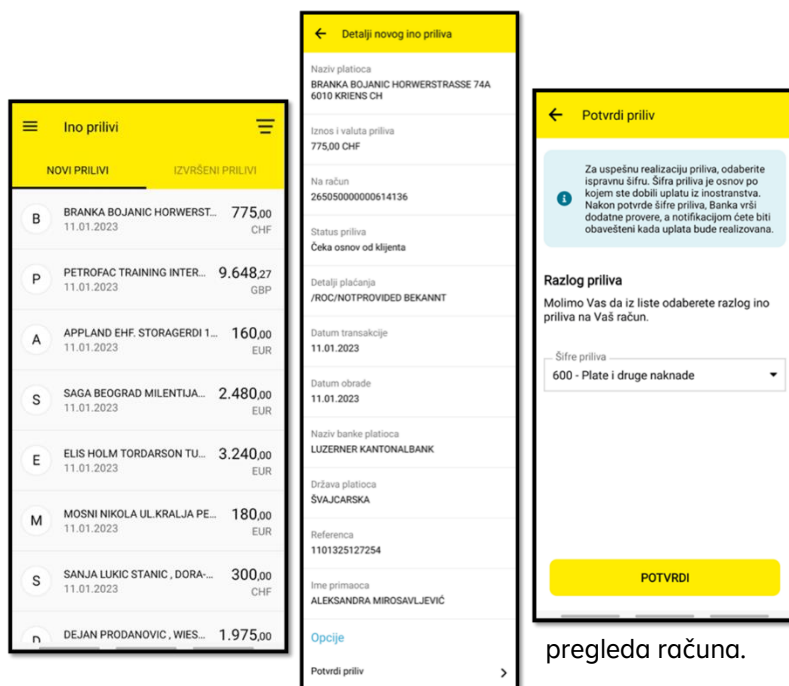 Ino prilivi
NOVI PRILIVI IZVRŠENI PRILIVI
B BRANKA BOJANIC HORWERST... 775,00
11.01.2023 CHF
P PETROFAC TRAINING INTER... 9.648,27
11.01.2023 GBP
A APPLAND EHF. STORAGERDI 1... 160,00
11.01.2023 EUR
S SAGA BEOGRAD MILENTIJA... 2.480,00
11.01.2023 EUR
E ELIS HOLM TORDARSON TU... 3.240,00
11.01.2023 EUR
M MOSNI NIKOLA UL.KRALJA PE... 180,00
11.01.2023 EUR
S SANJA LUKIC STANIC , DORA-... 300,00
11.01.2023 CHF
D DEJAN PRODANOVIC , WIES... 1.975,00
Detalji novog ino priliva
Naziv platioca
BRANKA BOJANIC HORWERSTRASSE 74A
6010 KRIENS CH
Iznos i valuta priliva
775,00 CHF
Na račun
265050000000614136
Status priliva
Čeka osnov od klijenta
Detalji plaćanja
/ROC/NOTPROVIDED BEKANNT
Datum transakcije
11.01.2023
Datum obrade
11.01.2023
Naziv banke platioca
LUZERNER KANTONALBANK
Država platioca
ŠVAJCARSKA
Referenca
1101325127254
Ime primaoca
ALEKSANDRA MIROSAVLJEVIĆ
Opcije
Potvrdi priliv
Potvrdi priliv
Za uspešnu realizaciju priliva, odaberite
ispravnu šifru. Šifra priliva je osnov po
kojem ste dobili uplatu iz inostranstva.
Nakon potvrde šifre priliva, Banka vrši
dodatne provere, a notifikacijom ćete biti
obavešteni kada uplata bude realizovana.
Razlog priliva
Molimo Vas da iz liste odaberete razlog ino
priliva na Vaš račun.
Šifre priliva
600 - Plate i druge naknade
POTVRDI
pregleda računa.